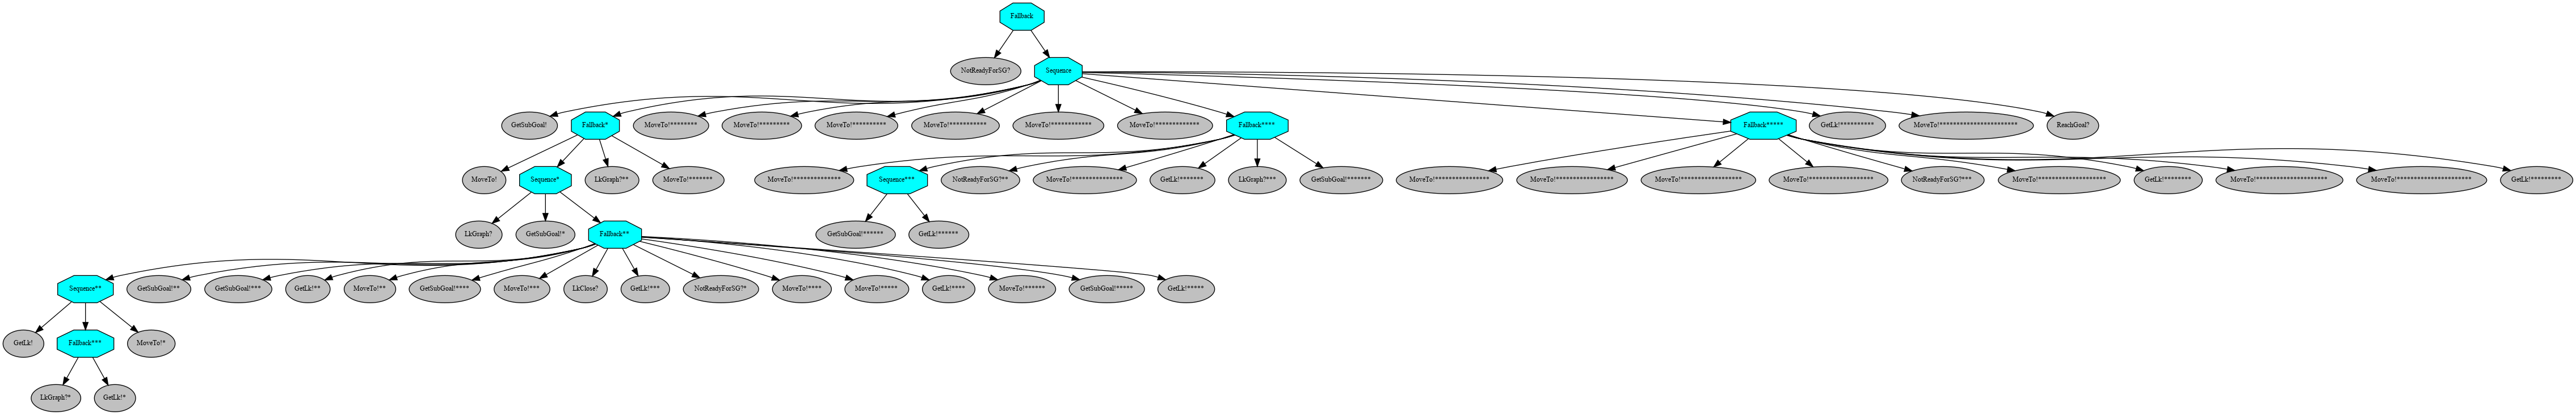 Fallback
NotReadyForSG? Sequence
GetSubGoal! Fallback* MoveTo!******** MoveTo!********* MoveTo!********** MoveTo!*********** MoveTo!************ MoveTo!************* Fallback**** Fallback***** GetLk!********** MoveTo!*********************** ReachGoal?
MoveTo! Sequence* LkGraph?** MoveTo!******* MoveTo!************** Sequence*** NotReadyForSG?** MoveTo!*************** GetLk!******* LkGraph?*** GetSubGoal!******* MoveTo!**************** MoveTo!***************** MoveTo!****************** MoveTo!******************* NotReadyForSG?*** MoveTo!******************** GetLk!******** MoveTo!********************* MoveTo!********************** GetLk!*********
LkGraph? GetSubGoal!* Fallback** GetSubGoal!****** GetLk!******
Sequence** GetSubGoal!** GetSubGoal!*** GetLk!** MoveTo!** GetSubGoal!**** MoveTo!*** LkClose? GetLk!*** NotReadyForSG?* MoveTo!**** MoveTo!***** GetLk!**** MoveTo!****** GetSubGoal!***** GetLk!*****
GetLk! Fallback*** MoveTo!*
LkGraph?* GetLk!*